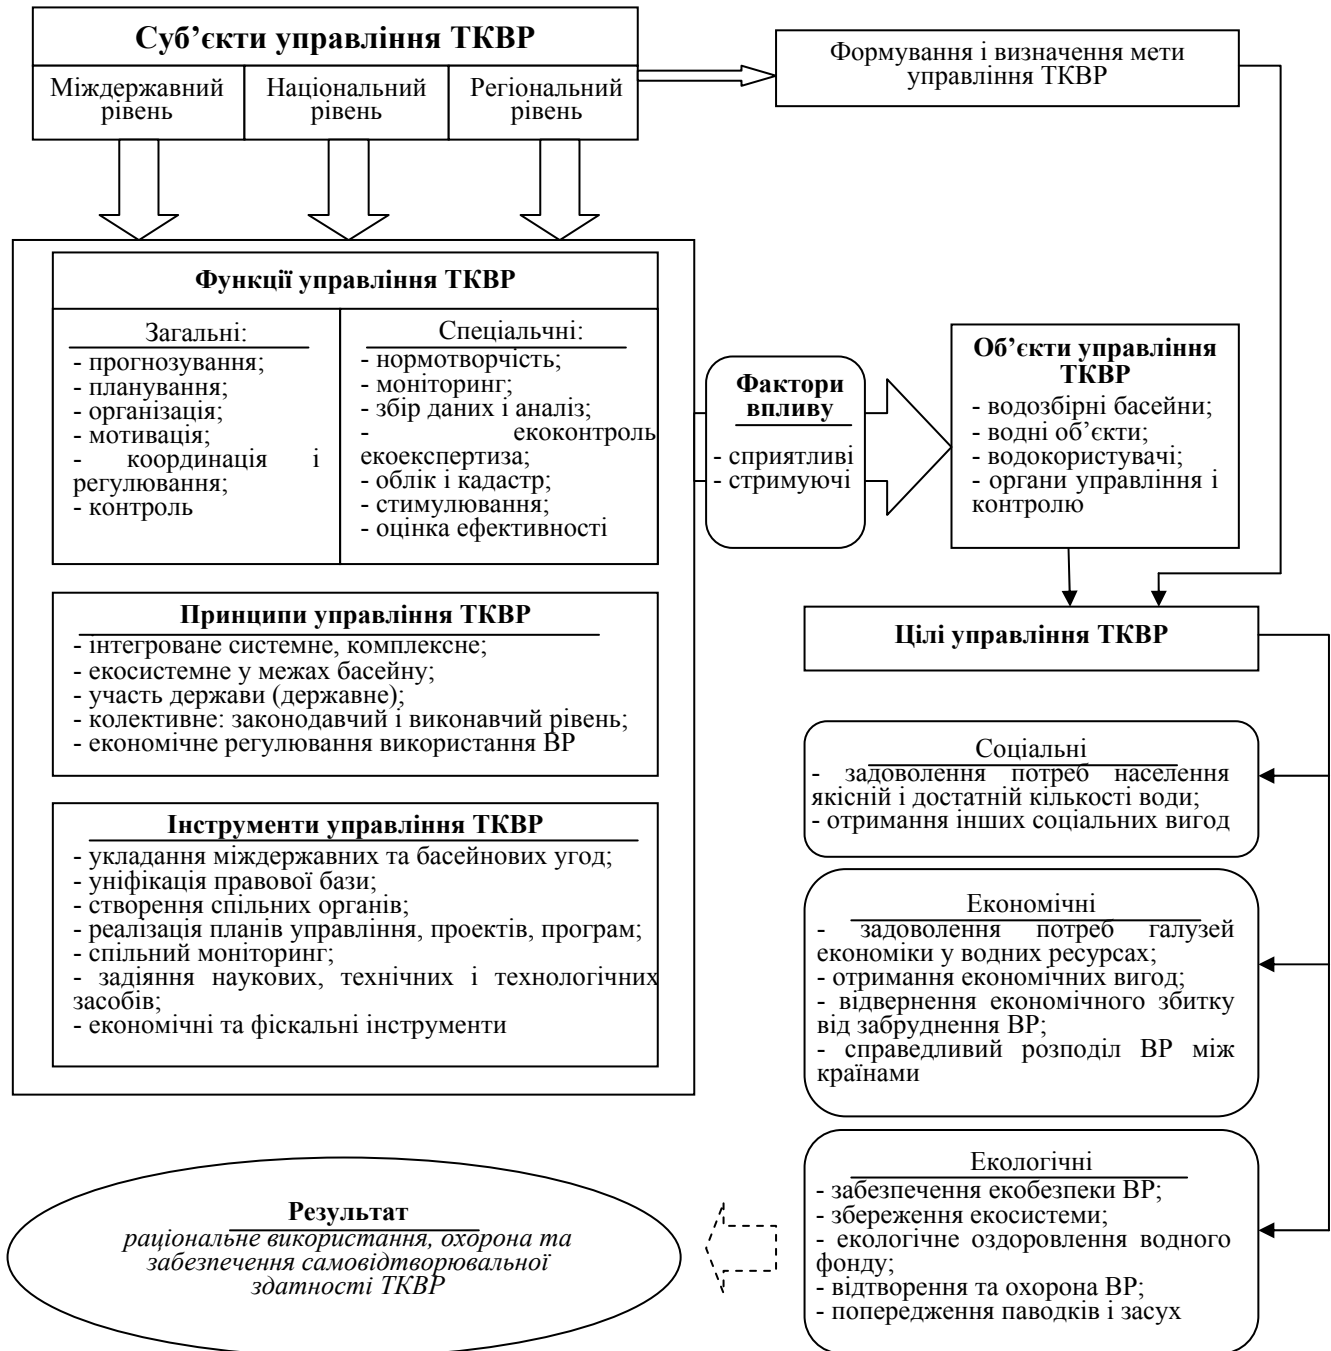 Суб’єкти управління ТКВР
Міждержавний
рівень
Національний
рівень
Регіональний
рівень
Формування і визначення мети
управління ТКВР
Функції управління ТКВР
Загальні:
- прогнозування;
- планування;
- організація;
- мотивація;
- координація і
регулювання;
- контроль
Спеціальчні:
- нормотворчість;
- моніторинг;
- збір даних і аналіз;
- екоконтроль
екоекспертиза;
- облік і кадастр;
- стимулювання;
- оцінка ефективності
Фактори
впливу
- сприятливі
- стримуючі
Об’єкти управління
ТКВР
- водозбірні басейни;
- водні об’єкти;
- водокористувачі;
- органи управління і
контролю
Принципи управління ТКВР
- інтегроване системне, комплексне;
- екосистемне у межах басейну;
- участь держави (державне);
- колективне: законодавчий і виконавчий рівень;
- економічне регулювання використання ВР
Інструменти управління ТКВР
- укладання міждержавних та басейнових угод;
- уніфікація правової бази;
- створення спільних органів;
- реалізація планів управління, проектів, програм;
- спільний моніторинг;
- задіяння наукових, технічних і технологічних
засобів;
- економічні та фіскальні інструменти
Цілі управління ТКВР
Соціальні
- задоволення потреб населення
якісній і достатній кількості води;
- отримання інших соціальних вигод
Економічні
- задоволення потреб галузей
економіки у водних ресурсах;
- отримання економічних вигод;
- відвернення економічного збитку
від забруднення ВР;
- справедливий розподіл ВР між
країнами
Екологічні
- забезпечення екобезпеки ВР;
- збереження екосистеми;
- екологічне оздоровлення водного
фонду;
- відтворення та охорона ВР;
- попередження паводків і засух
Результат
раціональне використання, охорона та
забезпечення самовідтворювальної
здатності ТКВР